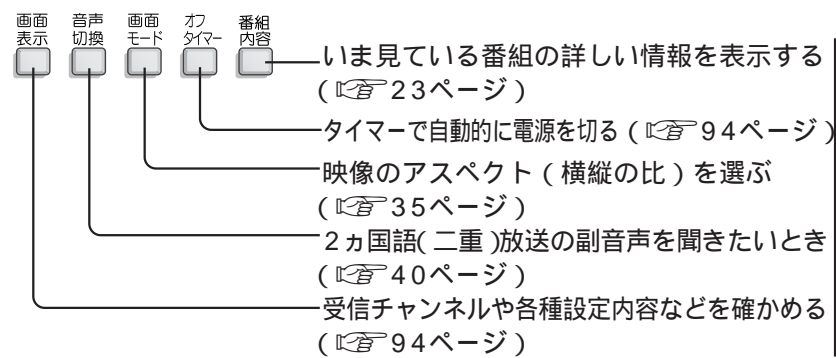 画面 音声 画面 オフ 番組
表示 切換 モード タイマー 内容
いま見ている番組の詳しい情報を表示する
(☞23ページ)
タイマーで自動的に電源を切る(☞94ページ)
映像のアスペクト(横縦の比)を選ぶ
(☞35ページ)
2ヵ国語(二重)放送の副音声を聞きたいとき
(☞40ページ)
受信チャンネルや各種設定内容などを確かめる
(☞94ページ)